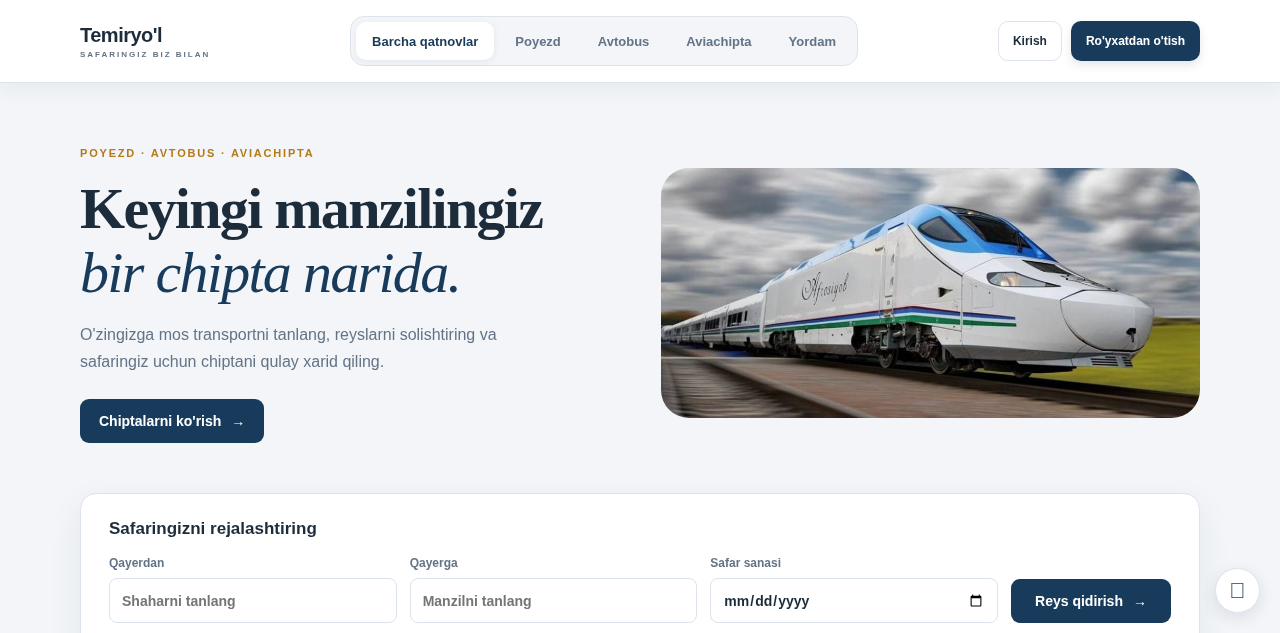 Temiryo'l
SAFARINGIZ BIZ BILAN
Barcha qatnovlar
Poyezd
Avtobus
Aviachipta
Yordam
Kirish
Ro'yxatdan o'tish
POYEZD · AVTOBUS · AVIACHIPTA
Keyingi manzilingiz
bir chipta narida.
O'zingizga mos transportni tanlang, reyslarni solishtiring va
safaringiz uchun chiptani qulay xarid qiling.
Chiptalarni ko'rish →
Afrosiyob
Safaringizni rejalashtiring
Qayerdan
Qayerga
Safar sanasi
Shaharni tanlang
Manzilni tanlang
mm/dd/yyyy
Reys qidirish →